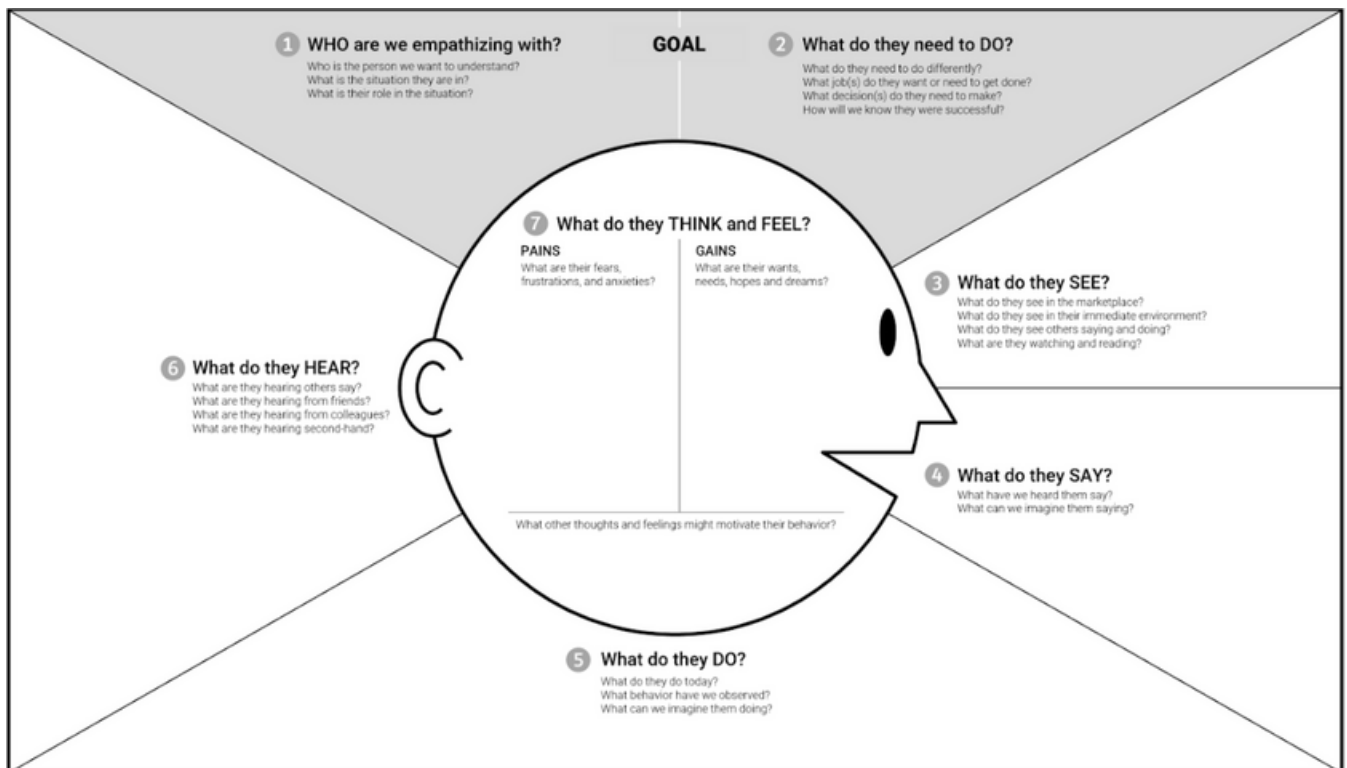 1 WHO are we empathizing with?
Who is the person we want to understand?
What is the situation they are in?
What is their role in the situation?
GOAL
2 What do they need to DO?
What do they need to do differently?
What job(s) do they want or need to get done?
What decision(s) do they need to make?
How will we know they were successful?
3 What do they SEE?
What do they see in the marketplace?
What do they see in their immediate environment?
What do they see others saying and doing?
What are they watching and reading?
4 What do they SAY?
What have we heard them say?
What can we imagine them saying?
5 What do they DO?
What do they do today?
What behavior have we observed?
What can we imagine them doing?
6 What do they HEAR?
What are they hearing others say?
What are they hearing from friends?
What are they hearing from colleagues?
What are they hearing second-hand?
7 What do they THINK and FEEL?
PAINS
What are their fears,
frustrations, and anxieties?
GAINS
What are their wants,
needs, hopes and dreams?
What other thoughts and feelings might motivate their behavior?